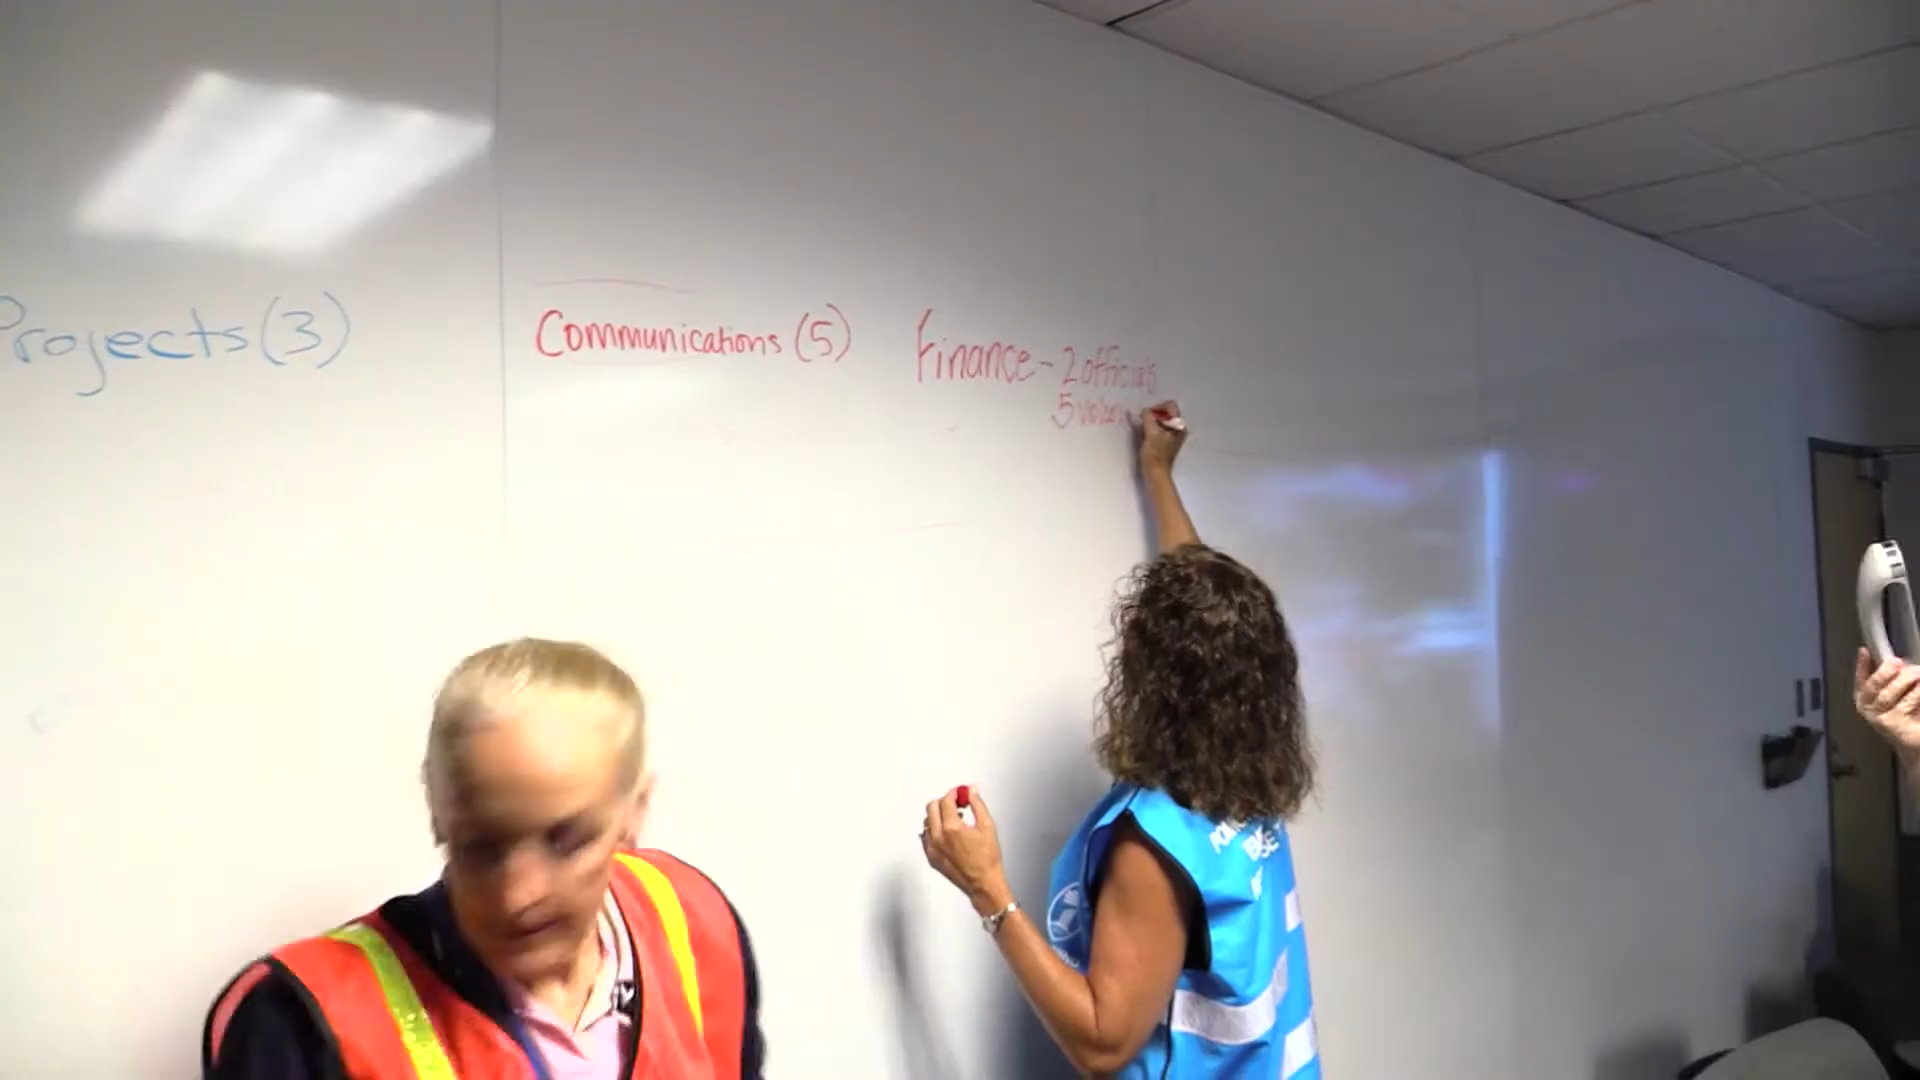 Projects (3)
Communications (5)
Finance - 2 officials
5